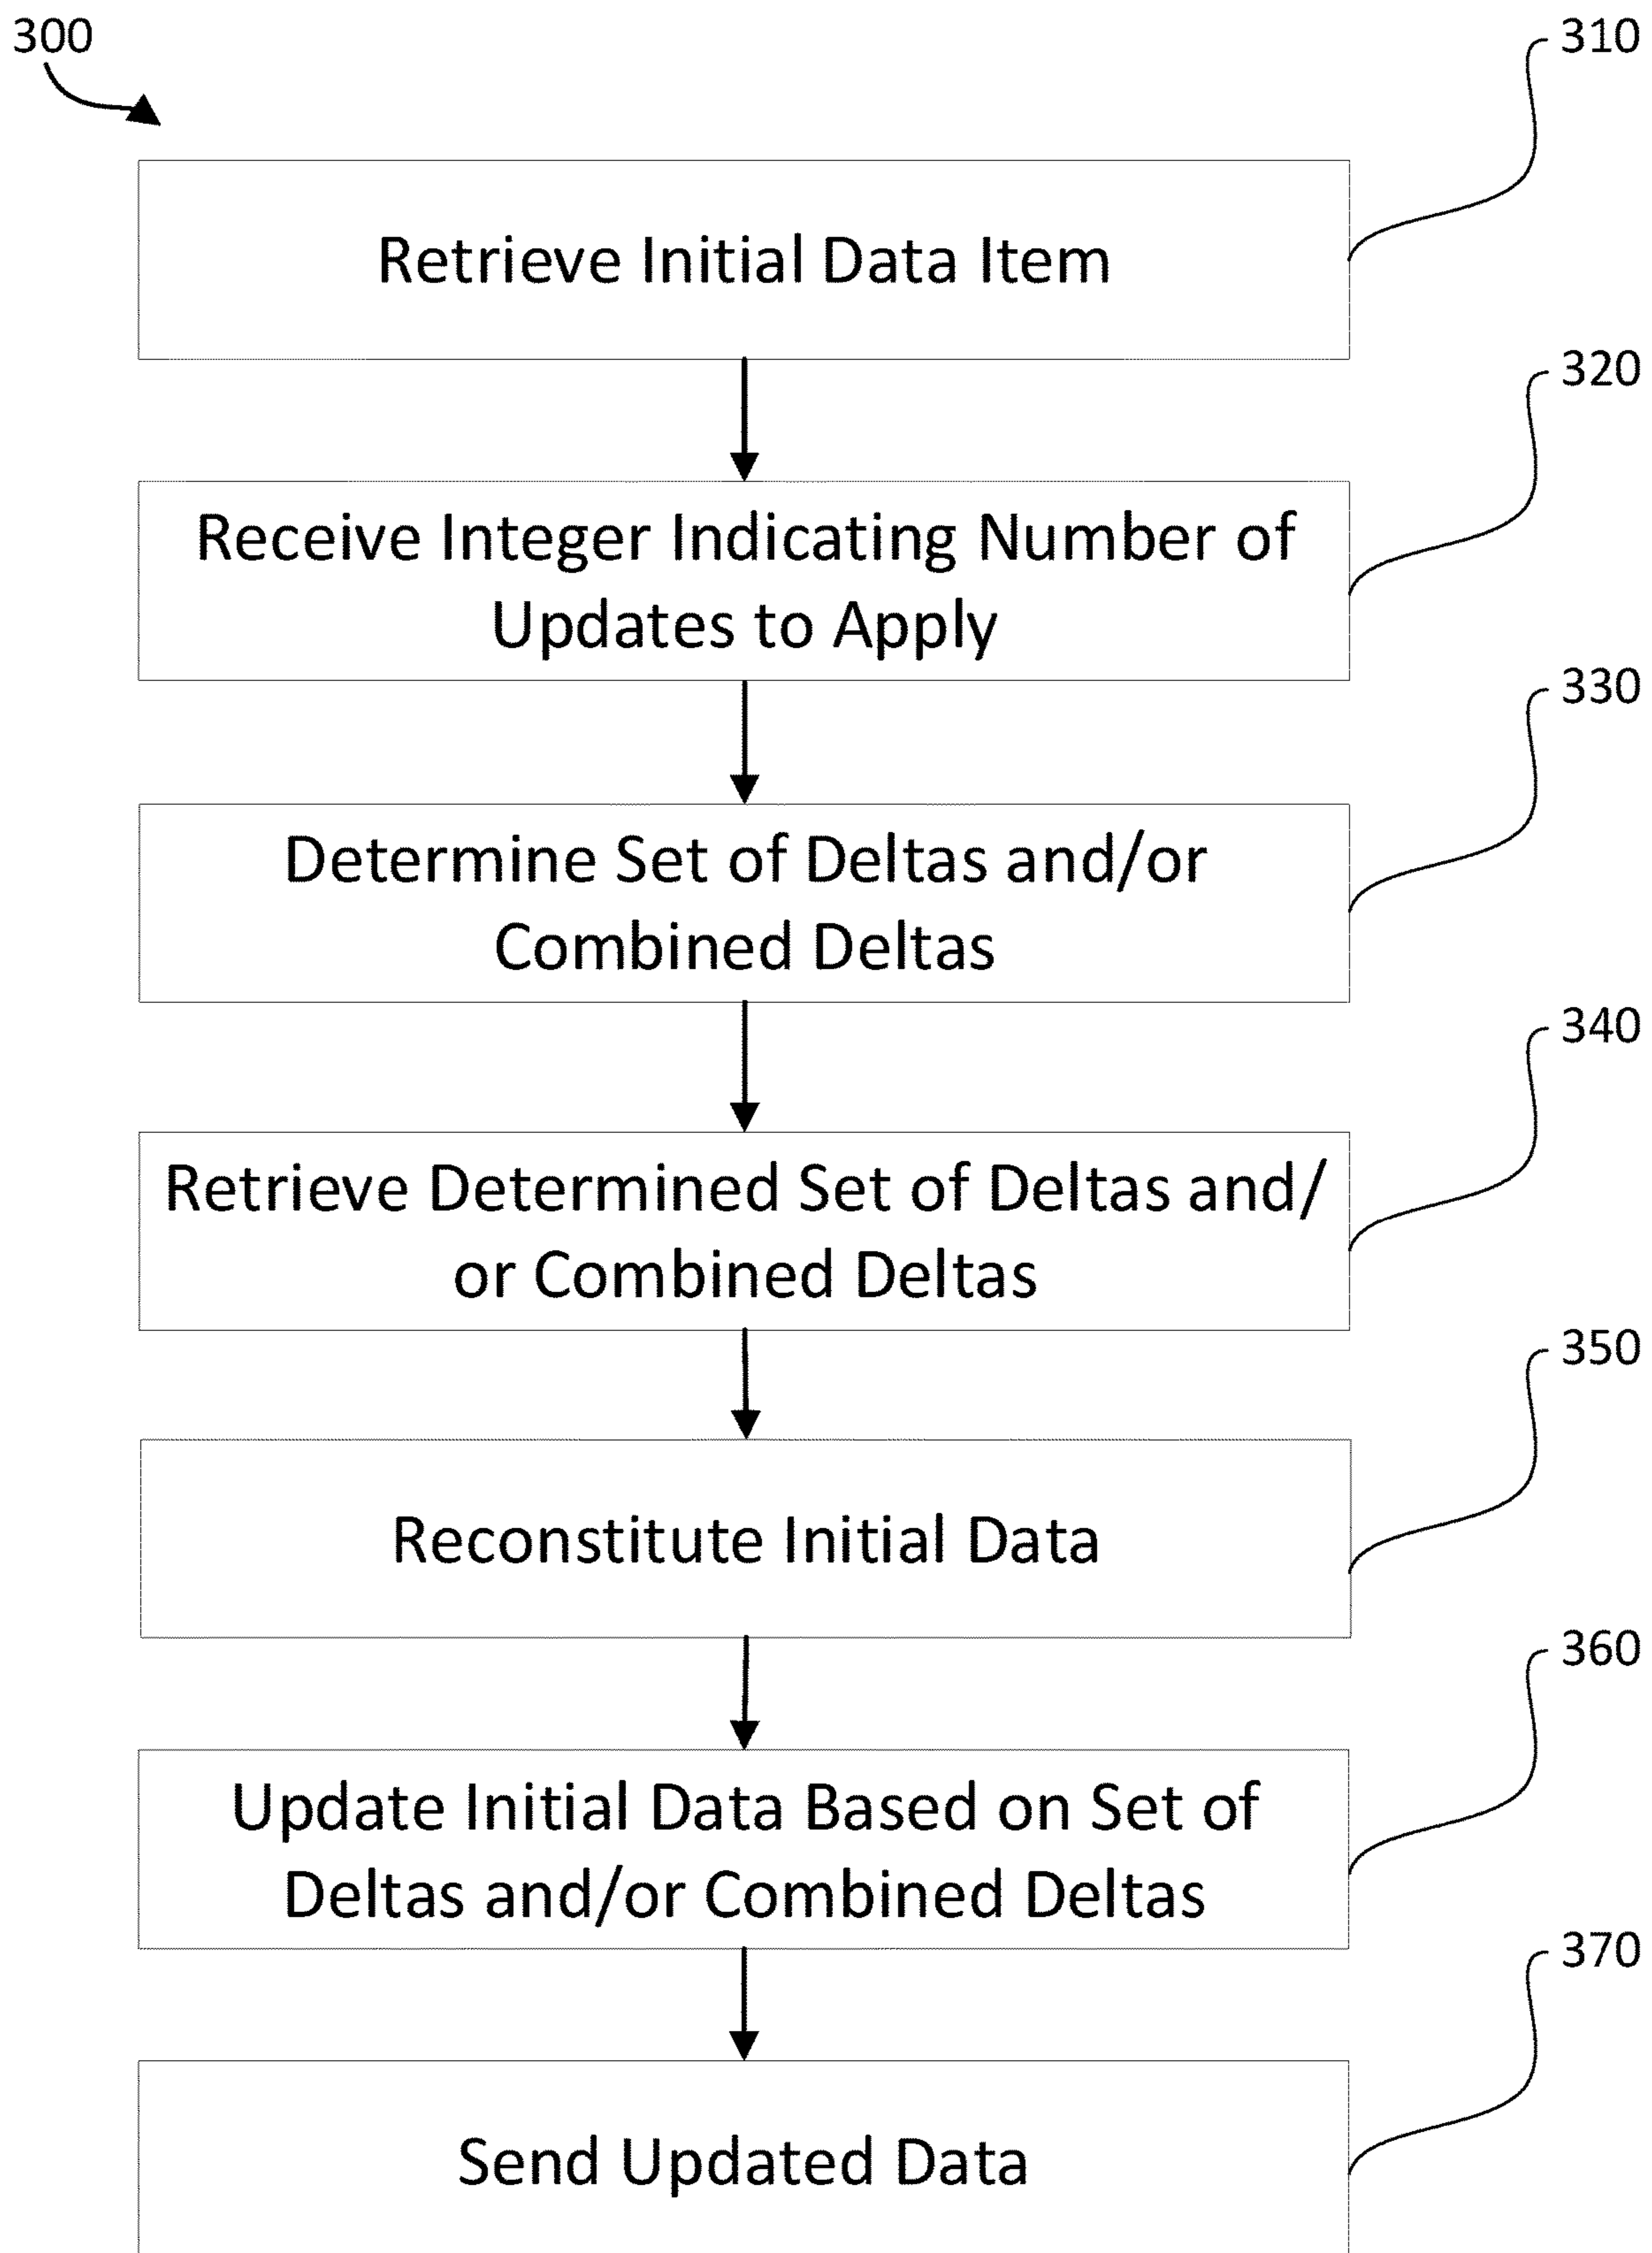 300
310
Retrieve Initial Data Item
320
Receive Integer Indicating Number of
Updates to Apply
330
Determine Set of Deltas and/or
Combined Deltas
340
Retrieve Determined Set of Deltas and/
or Combined Deltas
350
Reconstitute Initial Data
360
Update Initial Data Based on Set of
Deltas and/or Combined Deltas
370
Send Updated Data